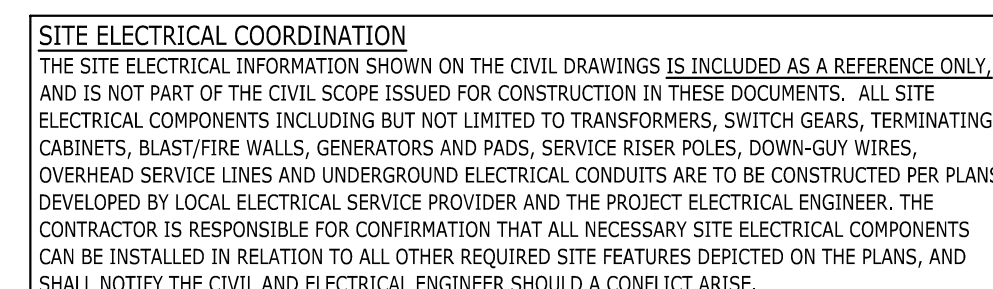 SITE ELECTRICAL COORDINATION
THE SITE ELECTRICAL INFORMATION SHOWN ON THE CIVIL DRAWINGS IS INCLUDED AS A REFERENCE ONLY,
AND IS NOT PART OF THE CIVIL SCOPE ISSUED FOR CONSTRUCTION IN THESE DOCUMENTS. ALL SITE
ELECTRICAL COMPONENTS INCLUDING BUT NOT LIMITED TO TRANSFORMERS, SWITCH GEARS, TERMINATING
CABINETS, BLAST/FIRE WALLS, GENERATORS AND PADS, SERVICE RISER POLES, DOWN-GUY WIRES,
OVERHEAD SERVICE LINES AND UNDERGROUND ELECTRICAL CONDUITS ARE TO BE CONSTRUCTED PER PLANS
DEVELOPED BY LOCAL ELECTRICAL SERVICE PROVIDER AND THE PROJECT ELECTRICAL ENGINEER. THE
CONTRACTOR IS RESPONSIBLE FOR CONFIRMATION THAT ALL NECESSARY SITE ELECTRICAL COMPONENTS
CAN BE INSTALLED IN RELATION TO ALL OTHER REQUIRED SITE FEATURES DEPICTED ON THE PLANS, AND
SHALL NOTIFY THE CIVIL AND ELECTRICAL ENGINEER SHOULD A CONFLICT ARISE.